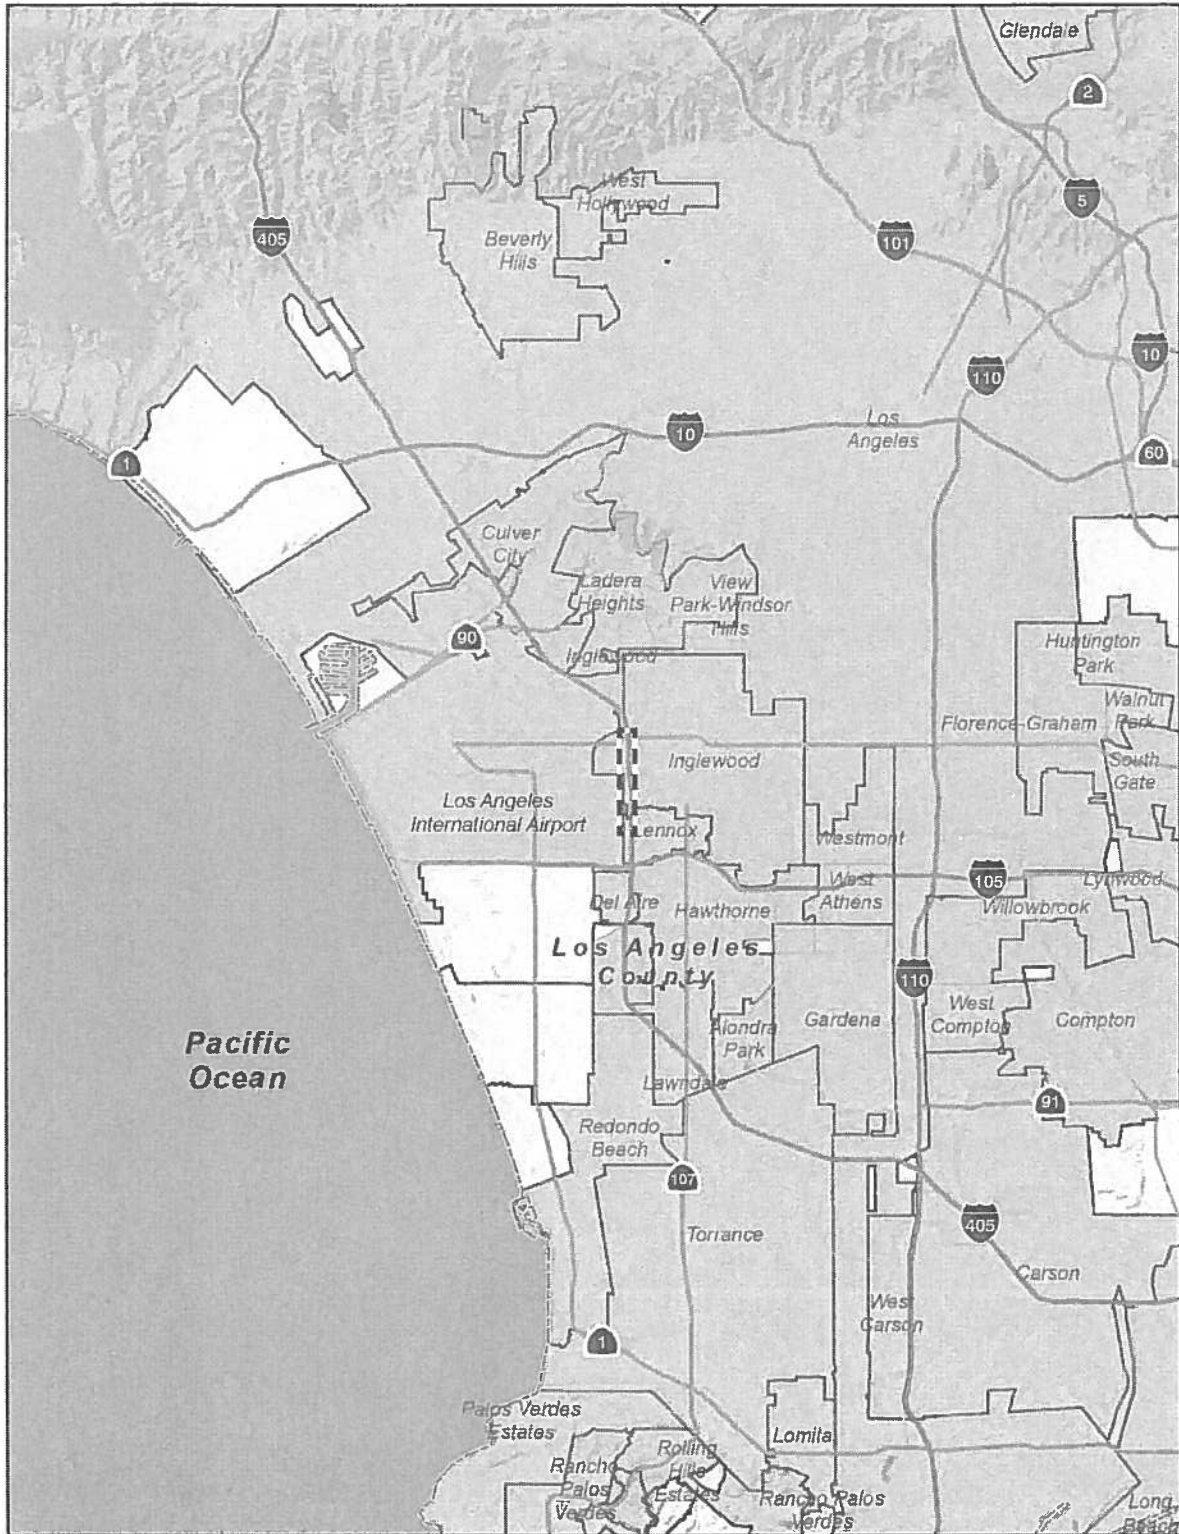 Glendale
2
West
Hollywood
5
405
Beverly
Hills
101
10
110
Los
Angeles
10
60
1
Culver
City
Ladera
Heights
View
Park-Windsor
Hills
90
Inglewood
Huntington
Park
Walnut
Park
Florence-Graham
Inglewood
South
Gate
Los Angeles
International Airport
Lennox
Westmont
Del Aire
Hawthorne
West
Athens
105
Lynwood
Willowbrook
Los Angeles
County
110
West
Compton
Compton
Gardena
Alondra
Park
Pacific
Ocean
Lawndale
91
Redondo
Beach
107
Torrance
405
Carson
West
Carson
1
Palos Verdes
Estates
Lomita
Rolling
Hills
Estates
Rancho
Palos
Verdes
Rancho Palos
Verdes
Long
Beach